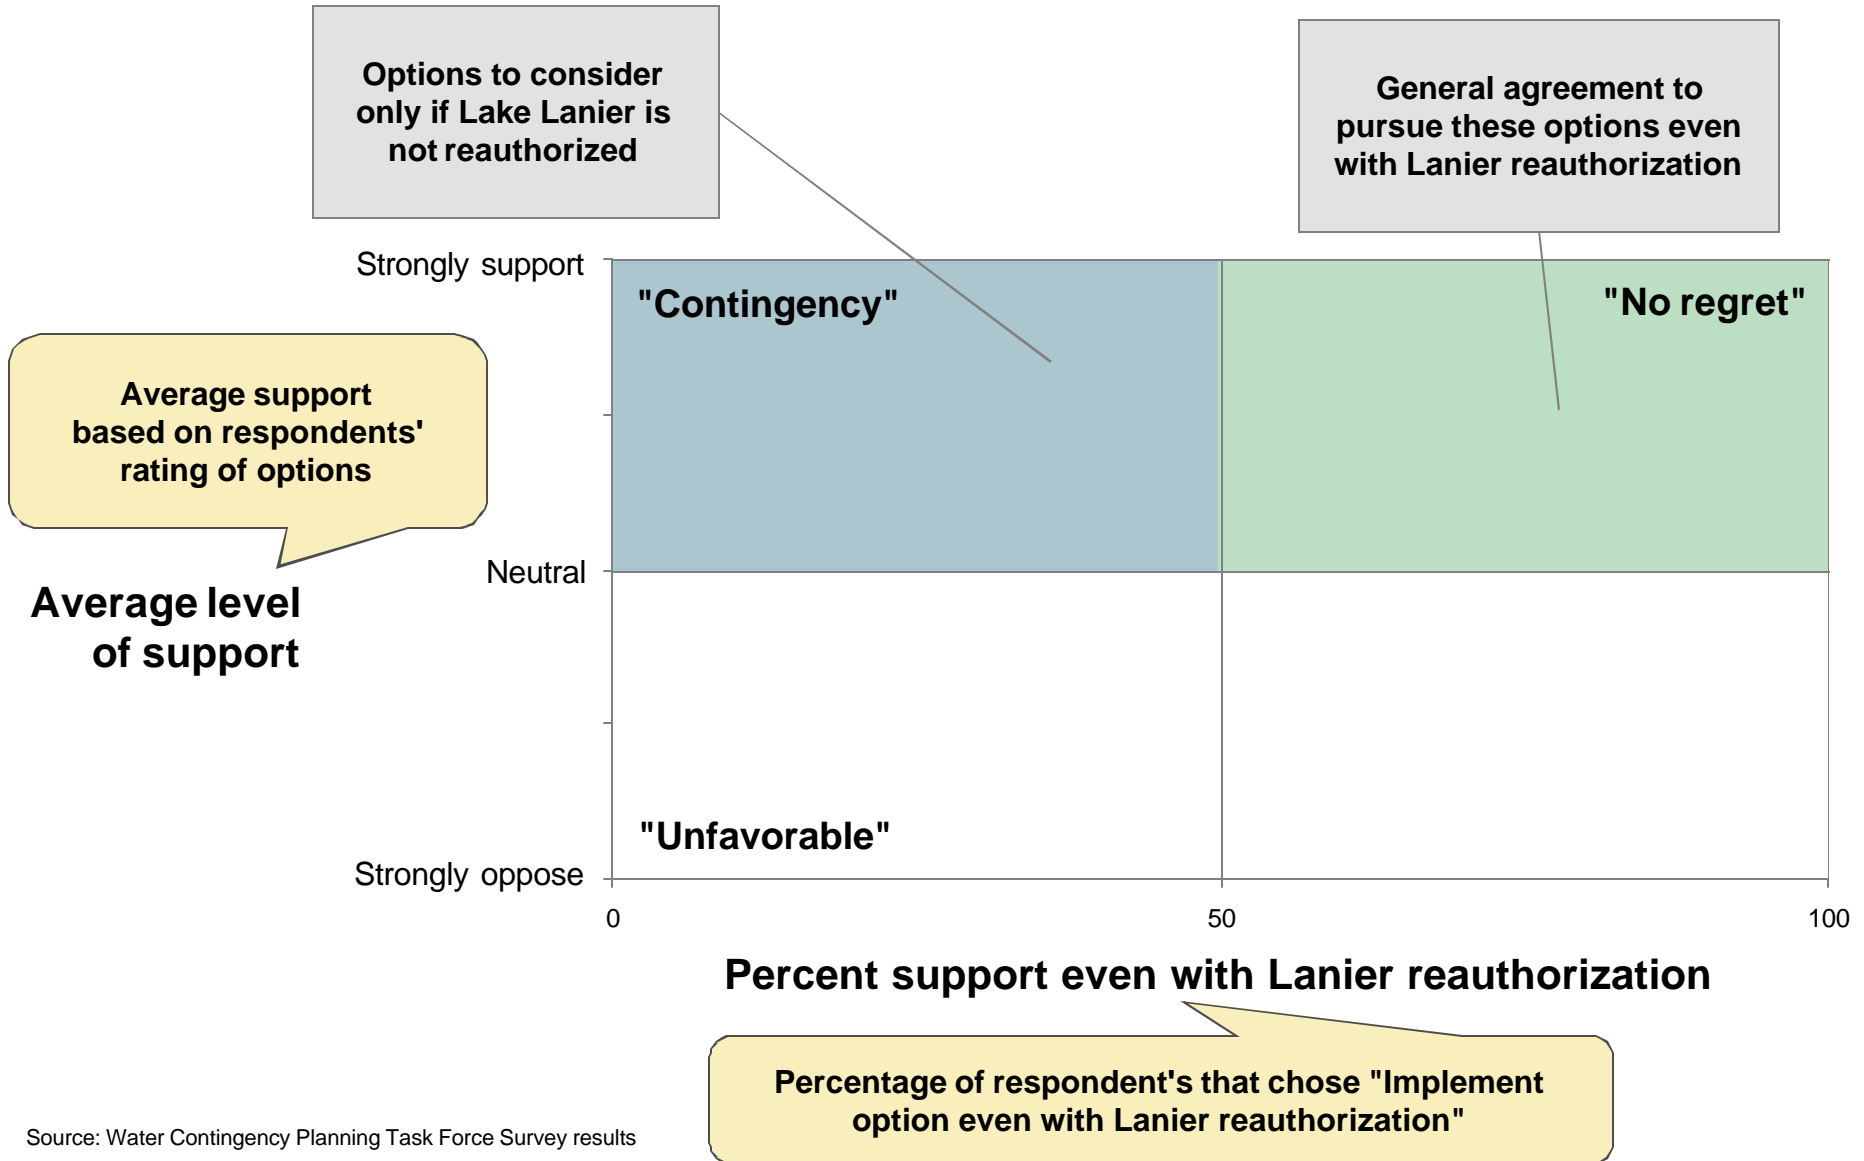 Options to consider
only if Lake Lanier is
not reauthorized
General agreement to
pursue these options even
with Lanier reauthorization
Strongly support
"Contingency"
"No regret"
Average support
based on respondents'
rating of options
Neutral
Average level
of support
"Unfavorable"
Strongly oppose
0
50
100
Percent support even with Lanier reauthorization
Percentage of respondent's that chose "Implement
option even with Lanier reauthorization"
Source: Water Contingency Planning Task Force Survey results